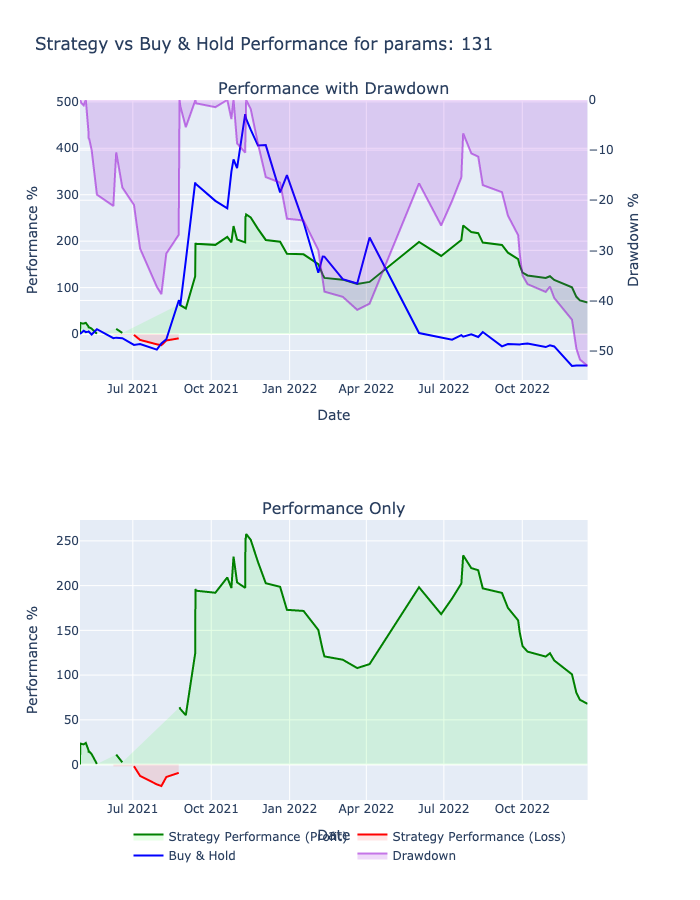 Strategy vs Buy & Hold Performance for params: 131
Performance with Drawdown
500
400
300
200
100
0
Performance %
0
−10
−20
−30
−40
−50
Drawdown %
Jul 2021 Oct 2021 Jan 2022 Apr 2022 Jul 2022 Oct 2022
Date
Performance Only
250
200
150
100
50
0
Performance %
Jul 2021 Oct 2021 Jan 2022 Apr 2022 Jul 2022 Oct 2022
Date
Strategy Performance (Profit) Strategy Performance (Loss)
Buy & Hold Drawdown